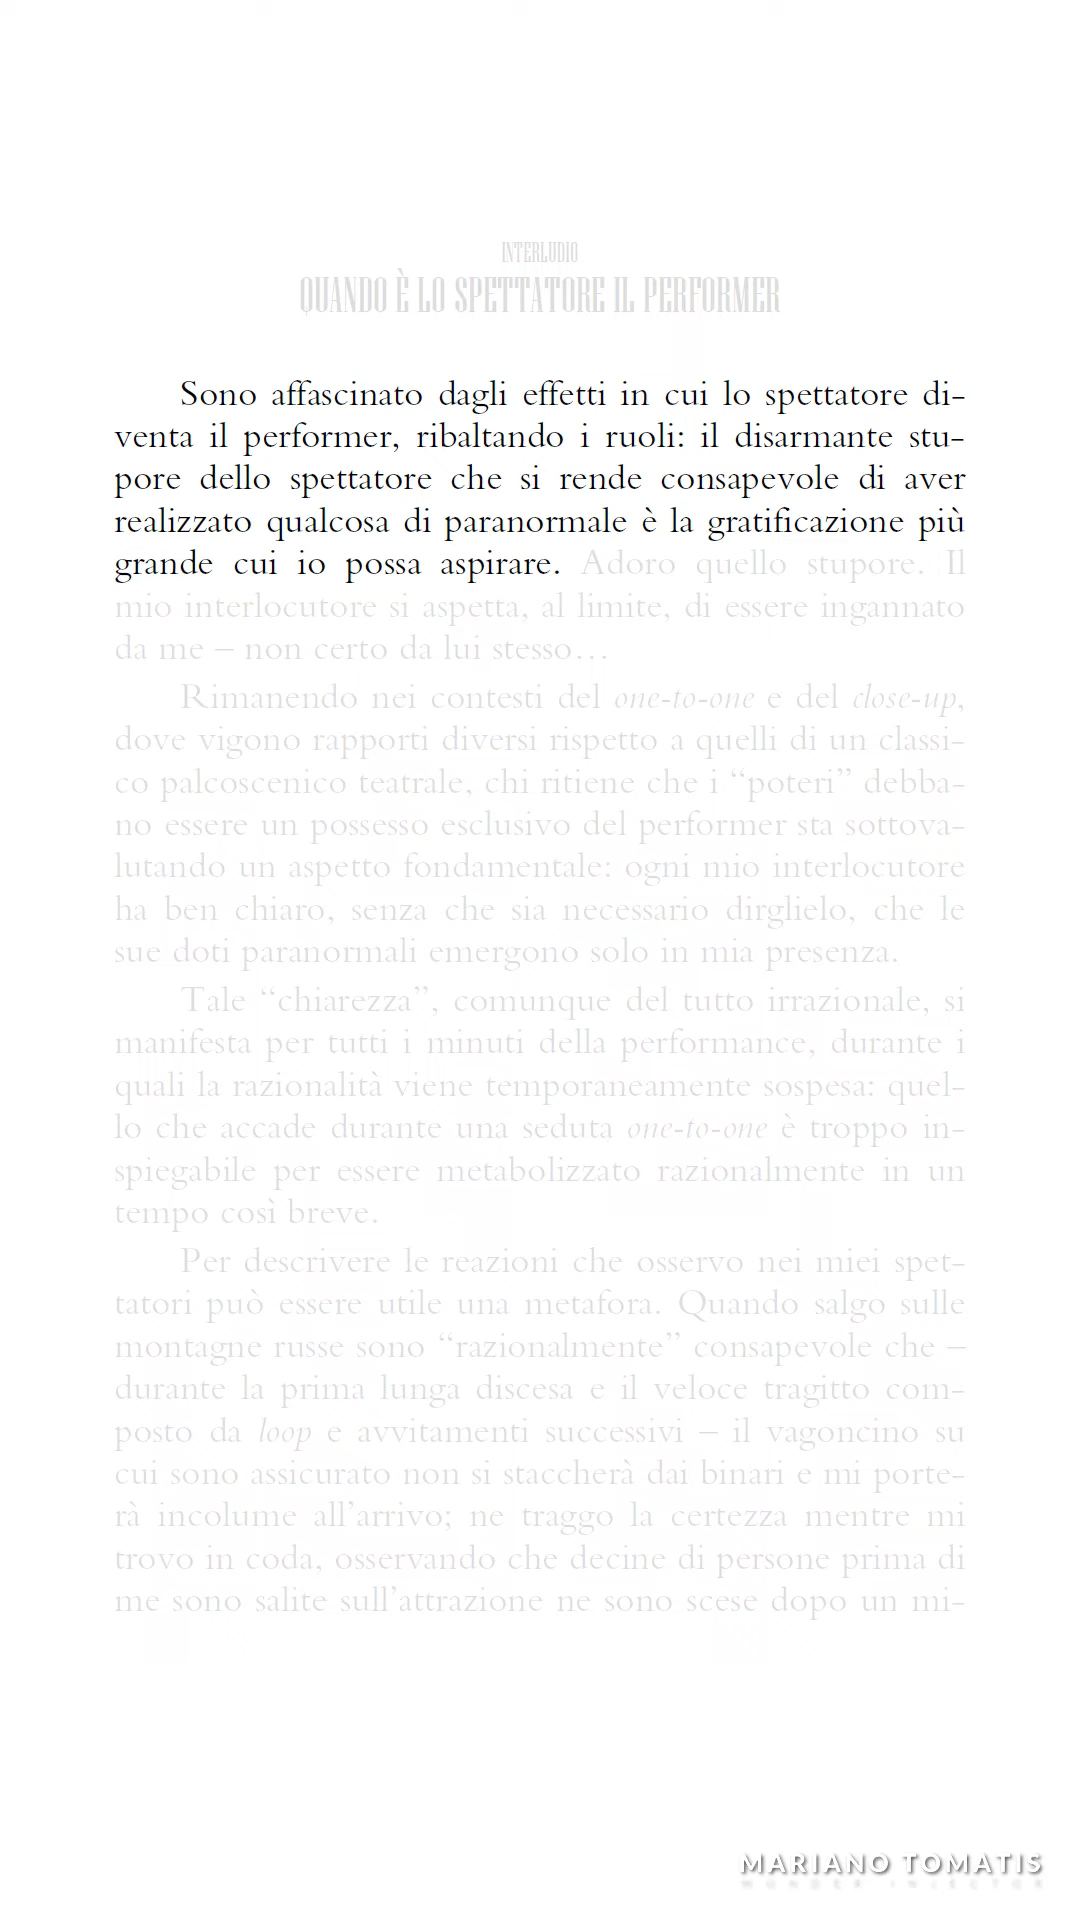 INTERLUDIO
QUANDO È LO SPETTATORE IL PERFORMER
Sono affascinato dagli effetti in cui lo spettatore di-
venta il performer, ribaltando i ruoli: il disarmante stu-
pore dello spettatore che si rende consapevole di aver
realizzato qualcosa di paranormale è la gratificazione più
grande cui io possa aspirare. Adoro quello stupore. Il
mio interlocutore si aspetta, al limite, di essere ingannato
da me – non certo da lui stesso…
Rimanendo nei contesti del one-to-one e del close-up,
dove vigono rapporti diversi rispetto a quelli di un classi-
co palcoscenico teatrale, chi ritiene che i “poteri” debba-
no essere un possesso esclusivo del performer sta sottova-
lutando un aspetto fondamentale: ogni mio interlocutore
ha ben chiaro, senza che sia necessario dirglielo, che le
sue doti paranormali emergono solo in mia presenza.
Tale “chiarezza”, comunque del tutto irrazionale, si
manifesta per tutti i minuti della performance, durante i
quali la razionalità viene temporaneamente sospesa: quel-
lo che accade durante una seduta one-to-one è troppo in-
spiegabile per essere metabolizzato razionalmente in un
tempo così breve.
Per descrivere le reazioni che osservo nei miei spet-
tatori può essere utile una metafora. Quando salgo sulle
montagne russe sono “razionalmente” consapevole che –
durante la prima lunga discesa e il veloce tragitto com-
posto da loop e avvitamenti successivi – il vagoncino su
cui sono assicurato non si staccherà dai binari e mi porte-
rà incolume all’arrivo; ne traggo la certezza mentre mi
trovo in coda, osservando che decine di persone prima di
me sono salite sull’attrazione ne sono scese dopo un mi-
MARIANO TOMATIS
WONDER INJECTOR